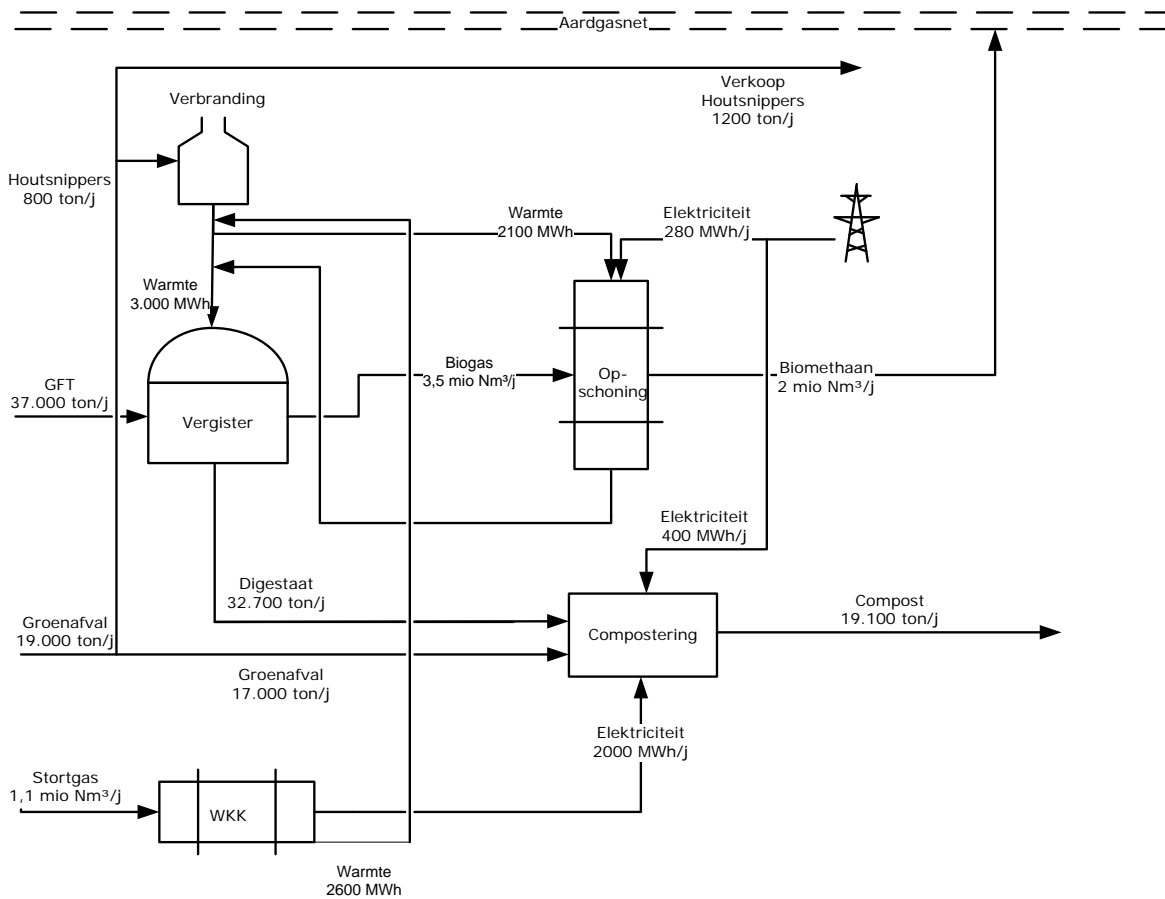 Aardgasnet
Verkoop
Houtsnippers
1200 ton/j
Verbranding
Houtsnippers
800 ton/j
Warmte
2100 MWh
Elektriciteit
280 MWh/j
Warmte
3.000 MWh
GFT
37.000 ton/j
Vergister
Biogas
3,5 mio Nm³/j
Op-
schoning
Biomethaan
2 mio Nm³/j
Elektriciteit
400 MWh/j
Digestaat
32.700 ton/j
Groenafval
19.000 ton/j
Groenafval
17.000 ton/j
Compostering
Compost
19.100 ton/j
Elektriciteit
2000 MWh/j
Stortgas
1,1 mio Nm³/j
WKK
Warmte
2600 MWh